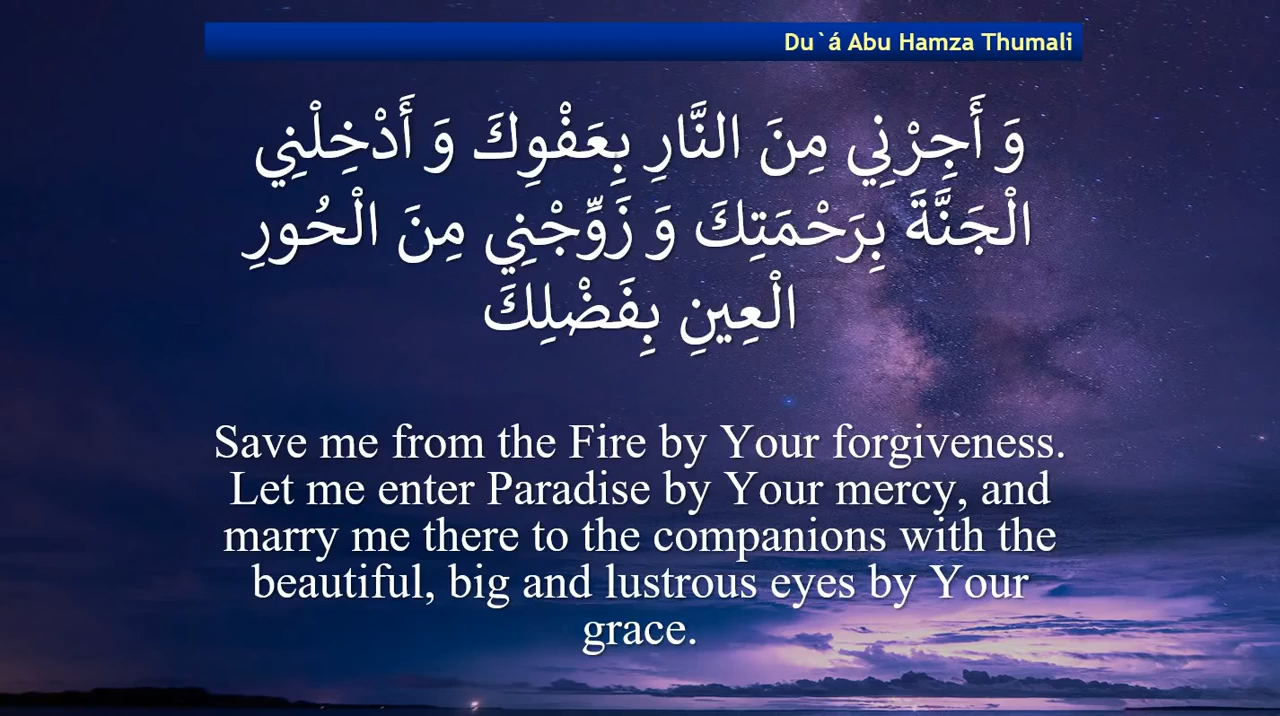 Du`á Abu Hamza Thumali
وَ أَجِرْنِي مِنَ النَّارِ بِعَفْوِكَ وَ أَدْخِلْنِي
الْجَنَّةَ بِرَحْمَتِكَ وَ زَوِّجْنِي مِنَ الْحُورِ
الْعِينِ بِفَضْلِكَ
Save me from the Fire by Your forgiveness.
Let me enter Paradise by Your mercy, and
marry me there to the companions with the
beautiful, big and lustrous eyes by Your
grace.